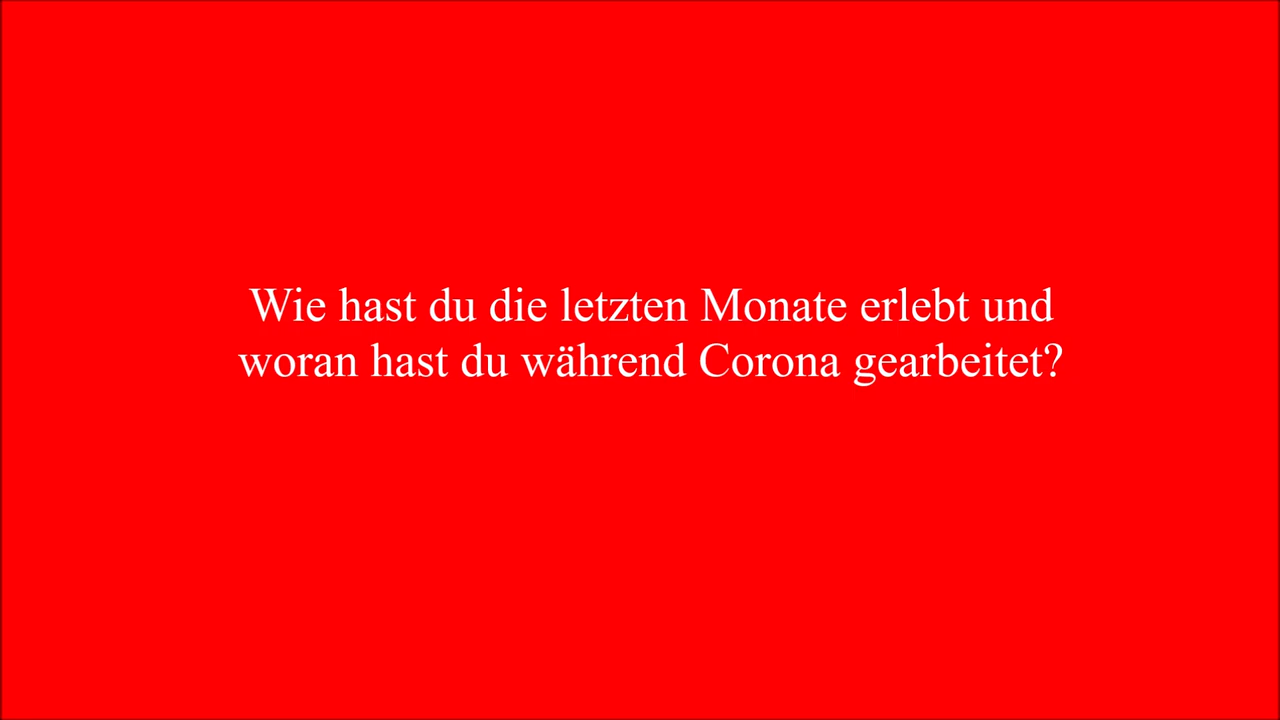 Wie hast du die letzten Monate erlebt und
woran hast du während Corona gearbeitet?